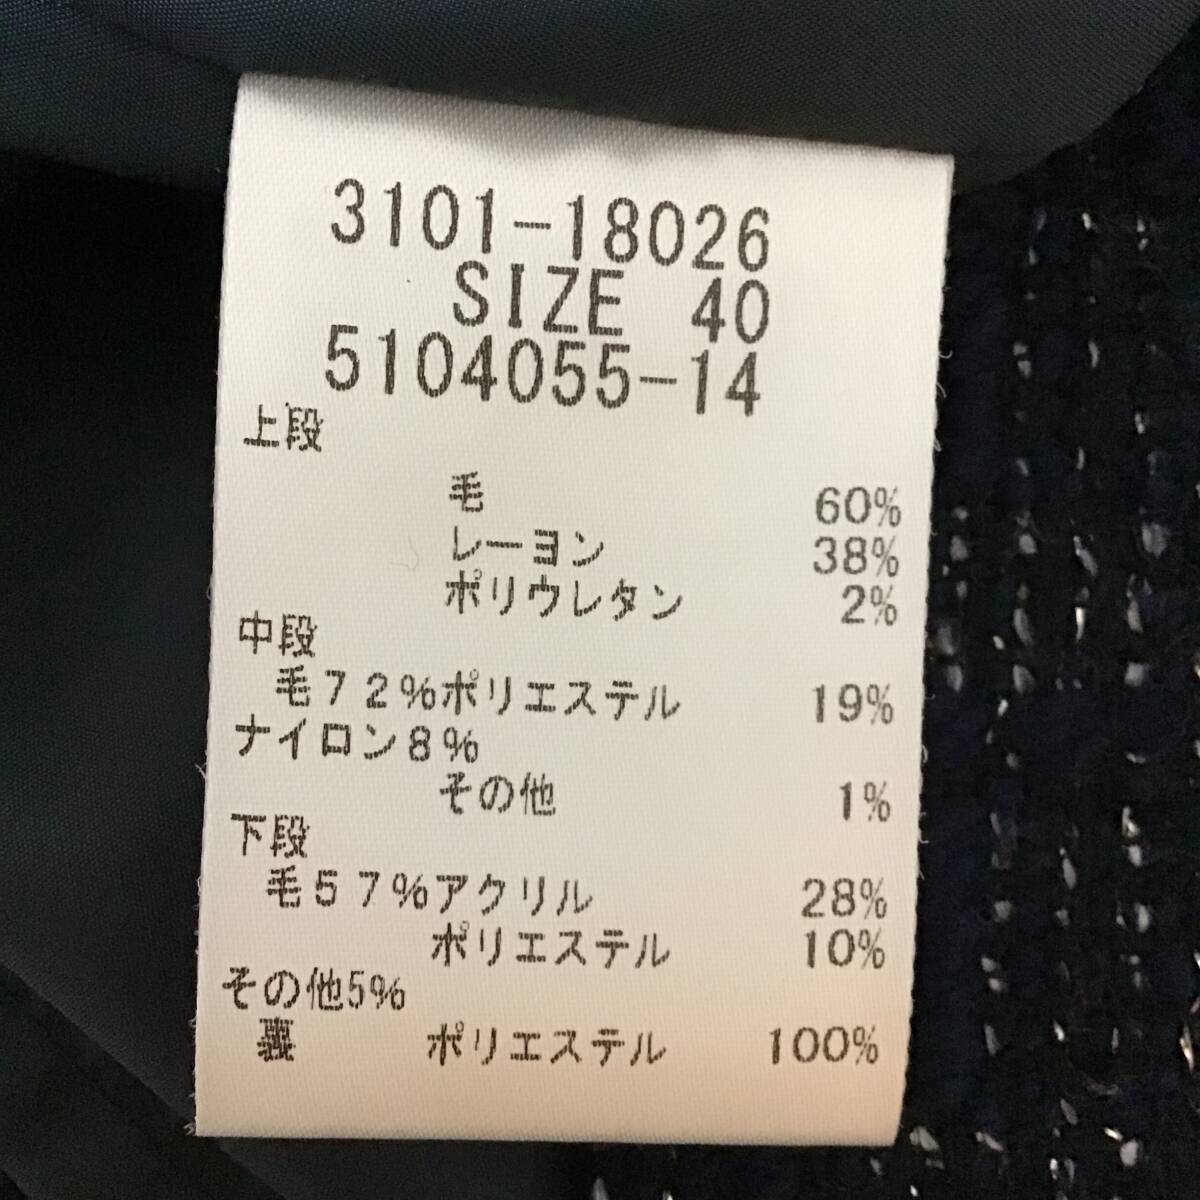 3101-18026
SIZE 40
5104055-14
上段
毛 60%
レーヨン 38%
ポリウレタン 2%
中段
毛72%ポリエステル 19%
ナイロン8%
その他 1%
下段
毛57%アクリル 28%
ポリエステル 10%
その他5%
裏 ポリエステル 100%